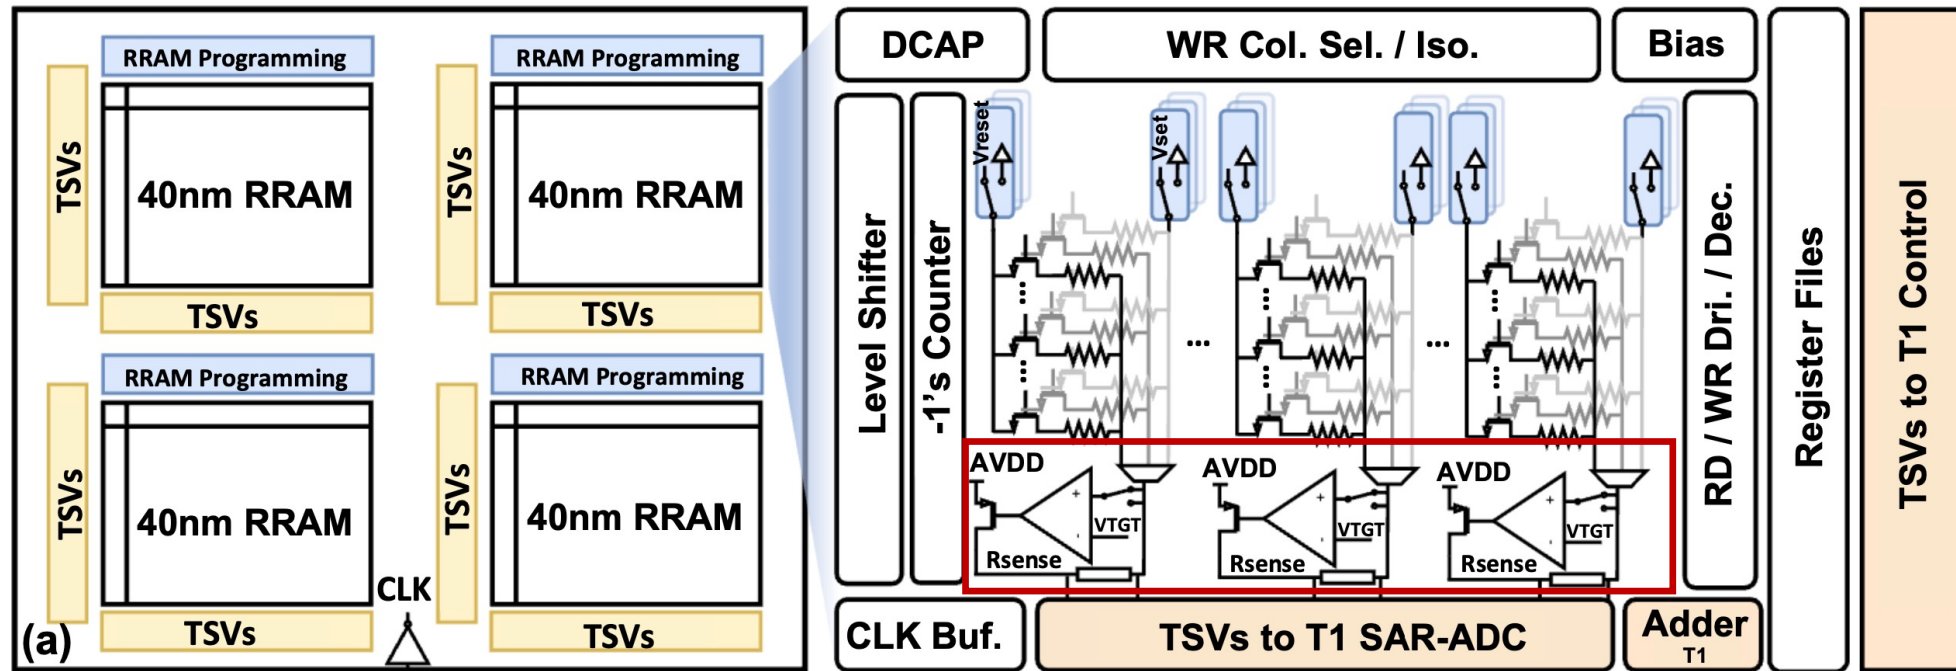 RRAM Programming
TSVs
40nm RRAM
TSVs
RRAM Programming
TSVs
40nm RRAM
TSVs
RRAM Programming
TSVs
40nm RRAM
TSVs
RRAM Programming
TSVs
40nm RRAM
TSVs
CLK
(a)
DCAP
WR Col. Sel. / Iso.
Bias
Level Shifter
-1's Counter
Vreset
Vset
...
...
...
...
...
...
...
...
AVDD
+
-
VTGT
Rsense
AVDD
+
-
VTGT
Rsense
AVDD
+
-
VTGT
Rsense
RD / WR Dri. / Dec.
Register Files
TSVs to T1 Control
CLK Buf.
TSVs to T1 SAR-ADC
Adder
T1